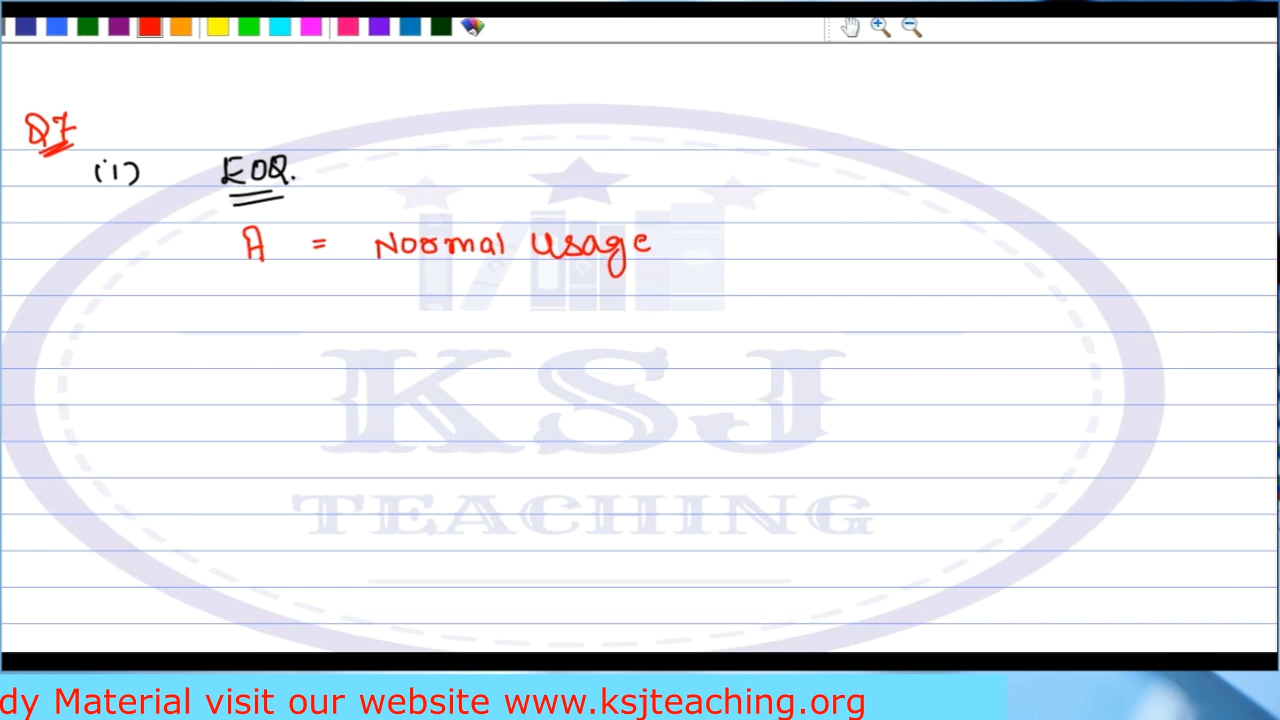 Q7
(i) EOQ.
A = Normal Usage
KSJ
TEACHING
dy Material visit our website www.ksjteaching.org